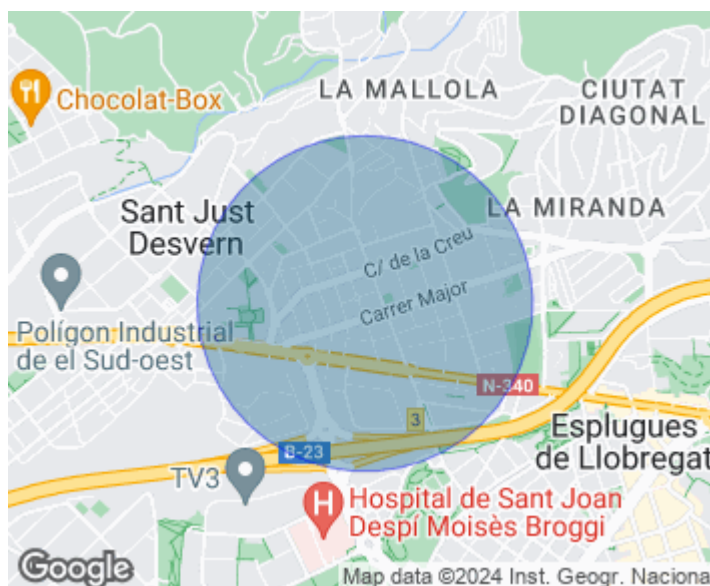 LA MALLOLA
CIUTAT
DIAGONAL
Chocolat-Box
Sant Just
Desvern
LA MIRANDA
C/ de la Creu
Carrer Major
Polígon Industrial
de el Sud-oest
N-340
3
B-23
Esplugues
de Llobregat
TV3
H
Hospital de Sant Joan
Despí Moisès Broggi
Google
Map data ©2024 Inst. Geogr. Naciona